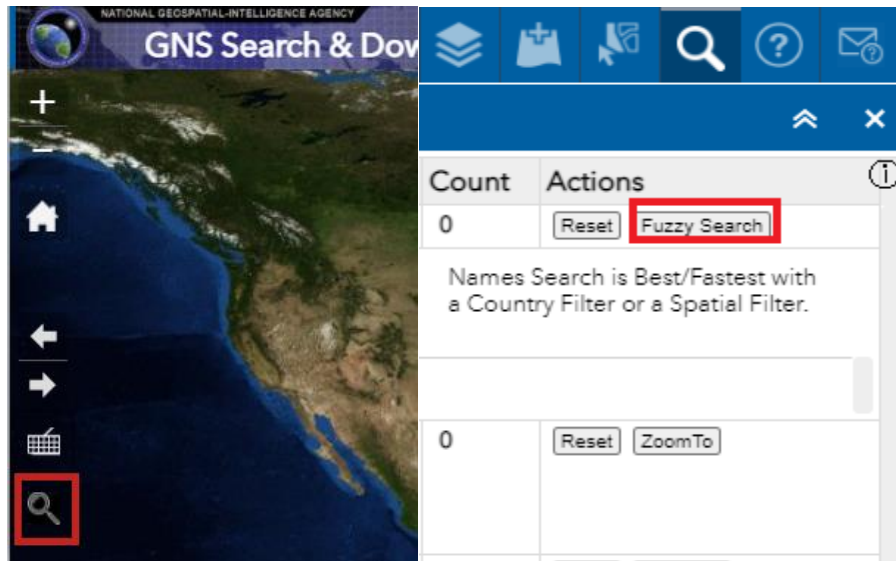 NATIONAL GEOSPATIAL-INTELLIGENCE AGENCY
GNS Search & Dow
Count Actions
0 Reset Fuzzy Search
Names Search is Best/Fastest with
a Country Filter or a Spatial Filter.
0 Reset ZoomTo